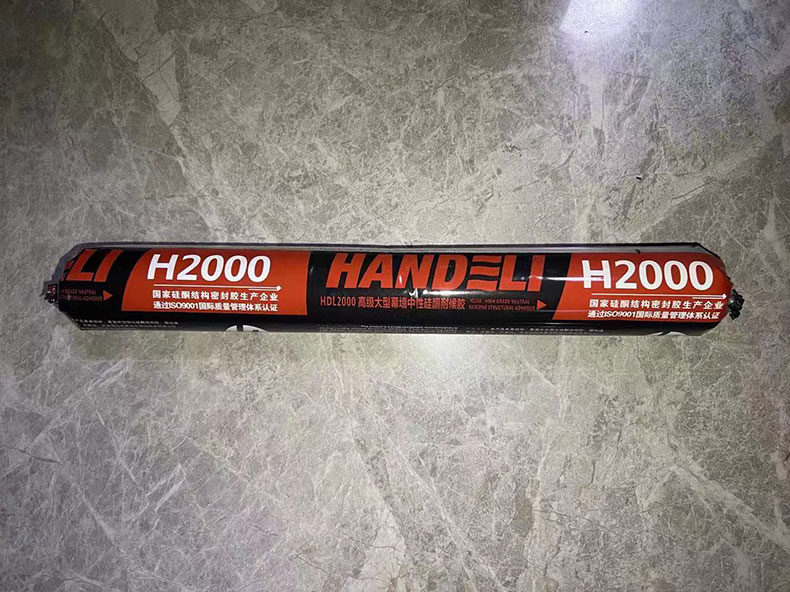 ELI
GRADE NEUTRAL
STRUCTURAL ADHESIVE
H2000
国家硅酮结构密封胶生产企业
通过ISO9001国际质量管理体系认证
HANDELI
HDL2000 高级大型幕墙中性硅酮耐候胶
HIGH GRADE NEUTRAL
SILICONE STRUCTURAL ADHESIVE
H2000
国家硅酮结构密封胶生产企业
通过ISO9001国际质量管理体系认证